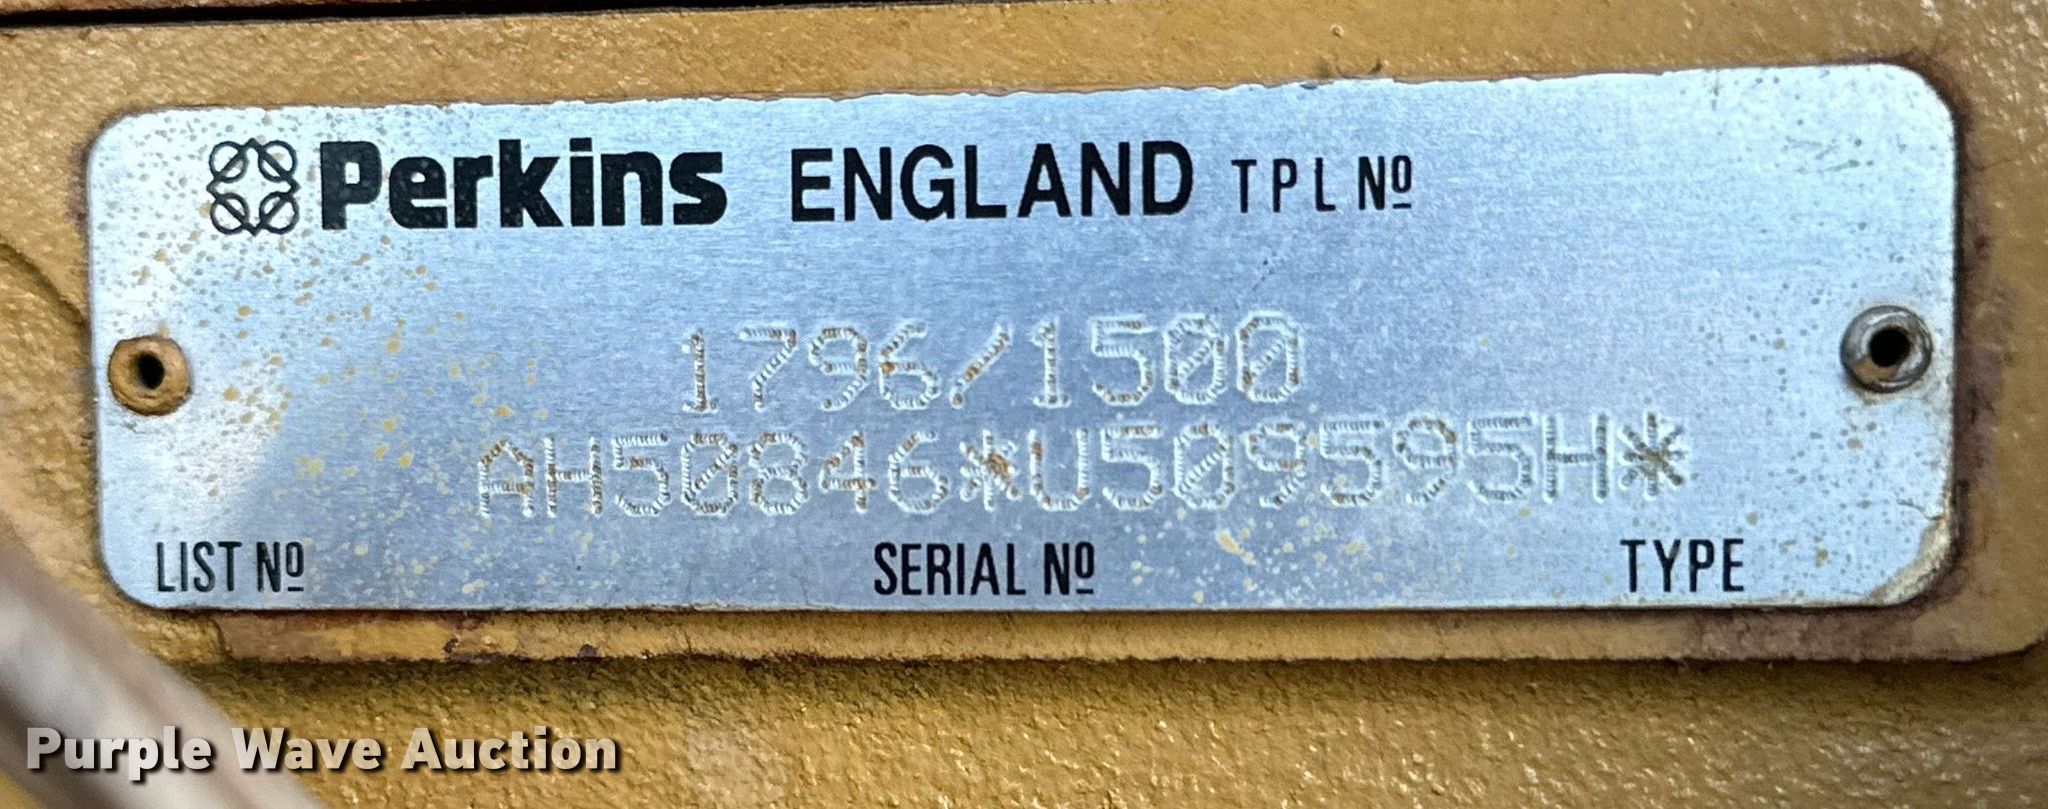 Perkins ENGLAND TPL Nº
1796/1500
AH50846*U509595H*
LIST Nº SERIAL Nº TYPE
Purple Wave Auction